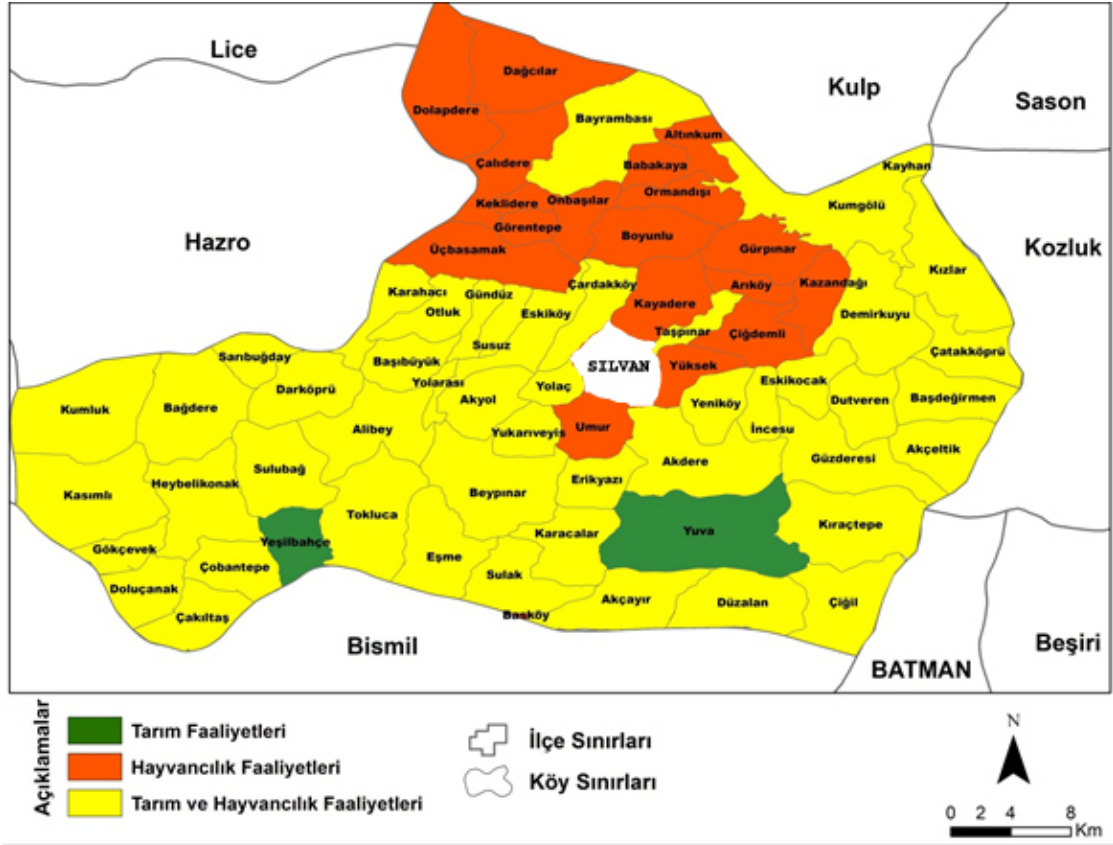 Lice
Kulp
Sason
Hazro
Kozluk
Bismil
BATMAN
Beşiri
Dağcılar
Dolapdere
Bayrambası
Altınkum
Çalıdere
Babakaya
Kayhan
Keklidere
Onbaşılar
Ormandışı
Kumgölü
Görentepe
Boyunlu
Üçbasamak
Gürpınar
Kızlar
Karahacı
Gündüz
Çardakköy
Arıköy
Kazandağı
Otluk
Eskiköy
Kayadere
Demirkuyu
Taşpınar
Çiğdemli
Susuz
Sarıbuğday
Başıbüyük
SILVAN
Yüksek
Çatakköprü
Darköprü
Yolarası
Yolaç
Eskikocak
Akyol
Yeniköy
Dutveren
Başdeğirmen
Kumluk
Bağdere
Alibey
Yukarıveyis
Umur
İncesu
Akçeltik
Güzderesi
Akdere
Sulubağ
Heybelikonak
Kasımlı
Beypınar
Erikyazı
Tokluca
Kıraçtepe
Yuva
Karacalar
Yeşilbahçe
Gökçevek
Eşme
Çobantepe
Sulak
Doluçanak
Akçayır
Düzalan
Çiğil
Çakıltaş
Basköy
Açıklamalar
Tarım Faaliyetleri
Hayvancılık Faaliyetleri
Tarım ve Hayvancılık Faaliyetleri
İlçe Sınırları
Köy Sınırları
N
0 2 4 8
Km